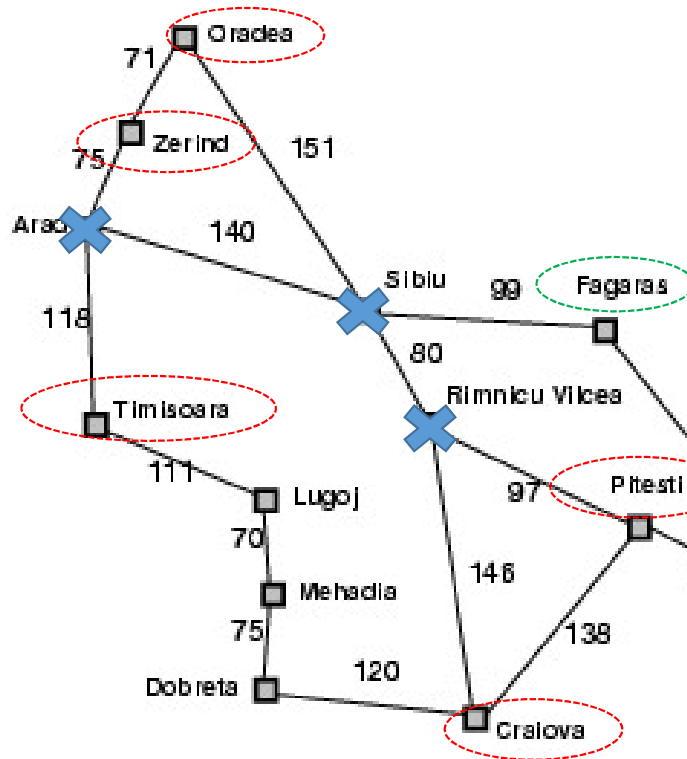 Oradea
71
Zerind
75
151
Arad
140
Sibiu
99
Fagaras
118
80
Rimnicu Vilcea
Timisoara
111
97
Pitesti
Lugoj
70
146
Mehadia
75
138
Dobreta
120
Craiova